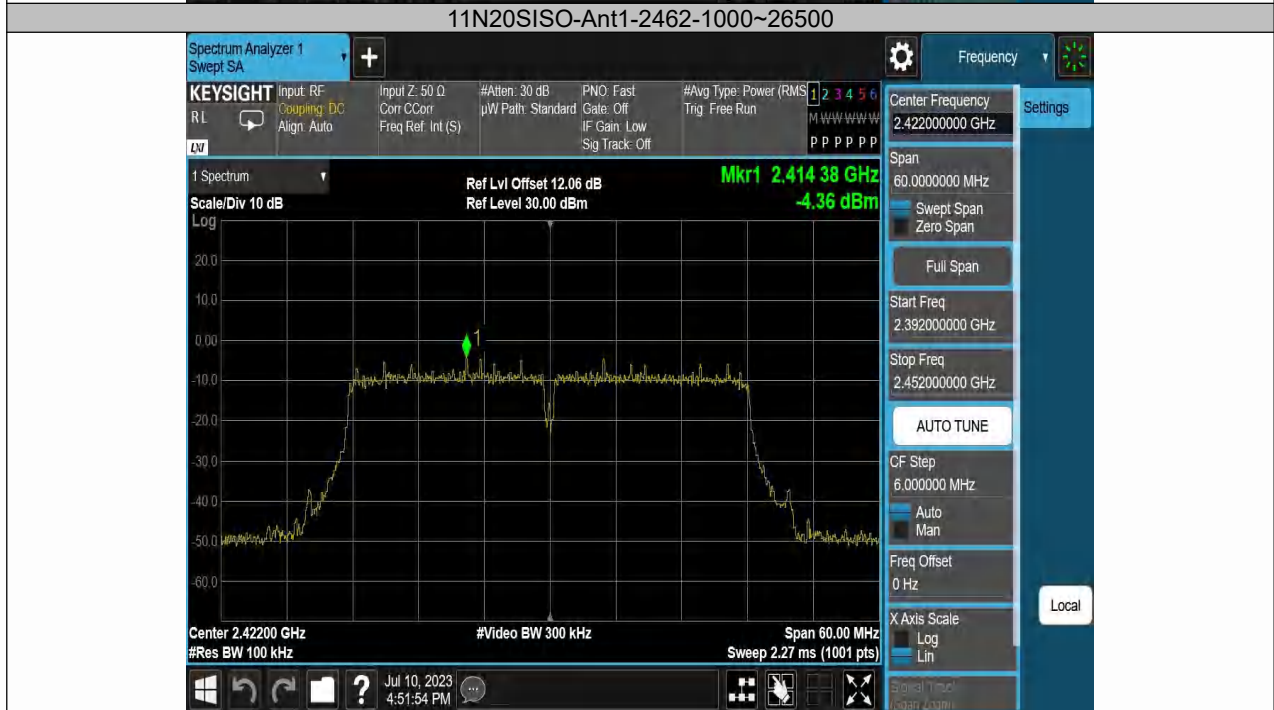 11N20SISO-Ant1-2462-1000~26500
Spectrum Analyzer 1
Swept SA
+
Frequency
KEYSIGHT
RL
LXI
Input: RF
Coupling: DC
Align: Auto
Input Z: 50 Ω
Corr CCorr
Freq Ref: Int (S)
#Atten: 30 dB
µW Path: Standard
PNO: Fast
Gate: Off
IF Gain: Low
Sig Track: Off
#Avg Type: Power (RMS
Trig: Free Run
1 2 3 4 5 6
M W W W W W
P P P P P P
Center Frequency
2.422000000 GHz
Settings
Span
60.0000000 MHz
Swept Span
Zero Span
Full Span
Start Freq
2.392000000 GHz
Stop Freq
2.452000000 GHz
AUTO TUNE
CF Step
6.000000 MHz
Auto
Man
Freq Offset
0 Hz
X Axis Scale
Log
Lin
Signal Track
(Span Zoom)
Local
1 Spectrum
Scale/Div 10 dB
Ref Lvl Offset 12.06 dB
Ref Level 30.00 dBm
Mkr1 2.414 38 GHz
-4.36 dBm
Log
20.0
10.0
0.00
-10.0
-20.0
-30.0
-40.0
-50.0
-60.0
1
Center 2.42200 GHz
#Res BW 100 kHz
#Video BW 300 kHz
Span 60.00 MHz
Sweep 2.27 ms (1001 pts)
?
Jul 10, 2023
4:51:54 PM